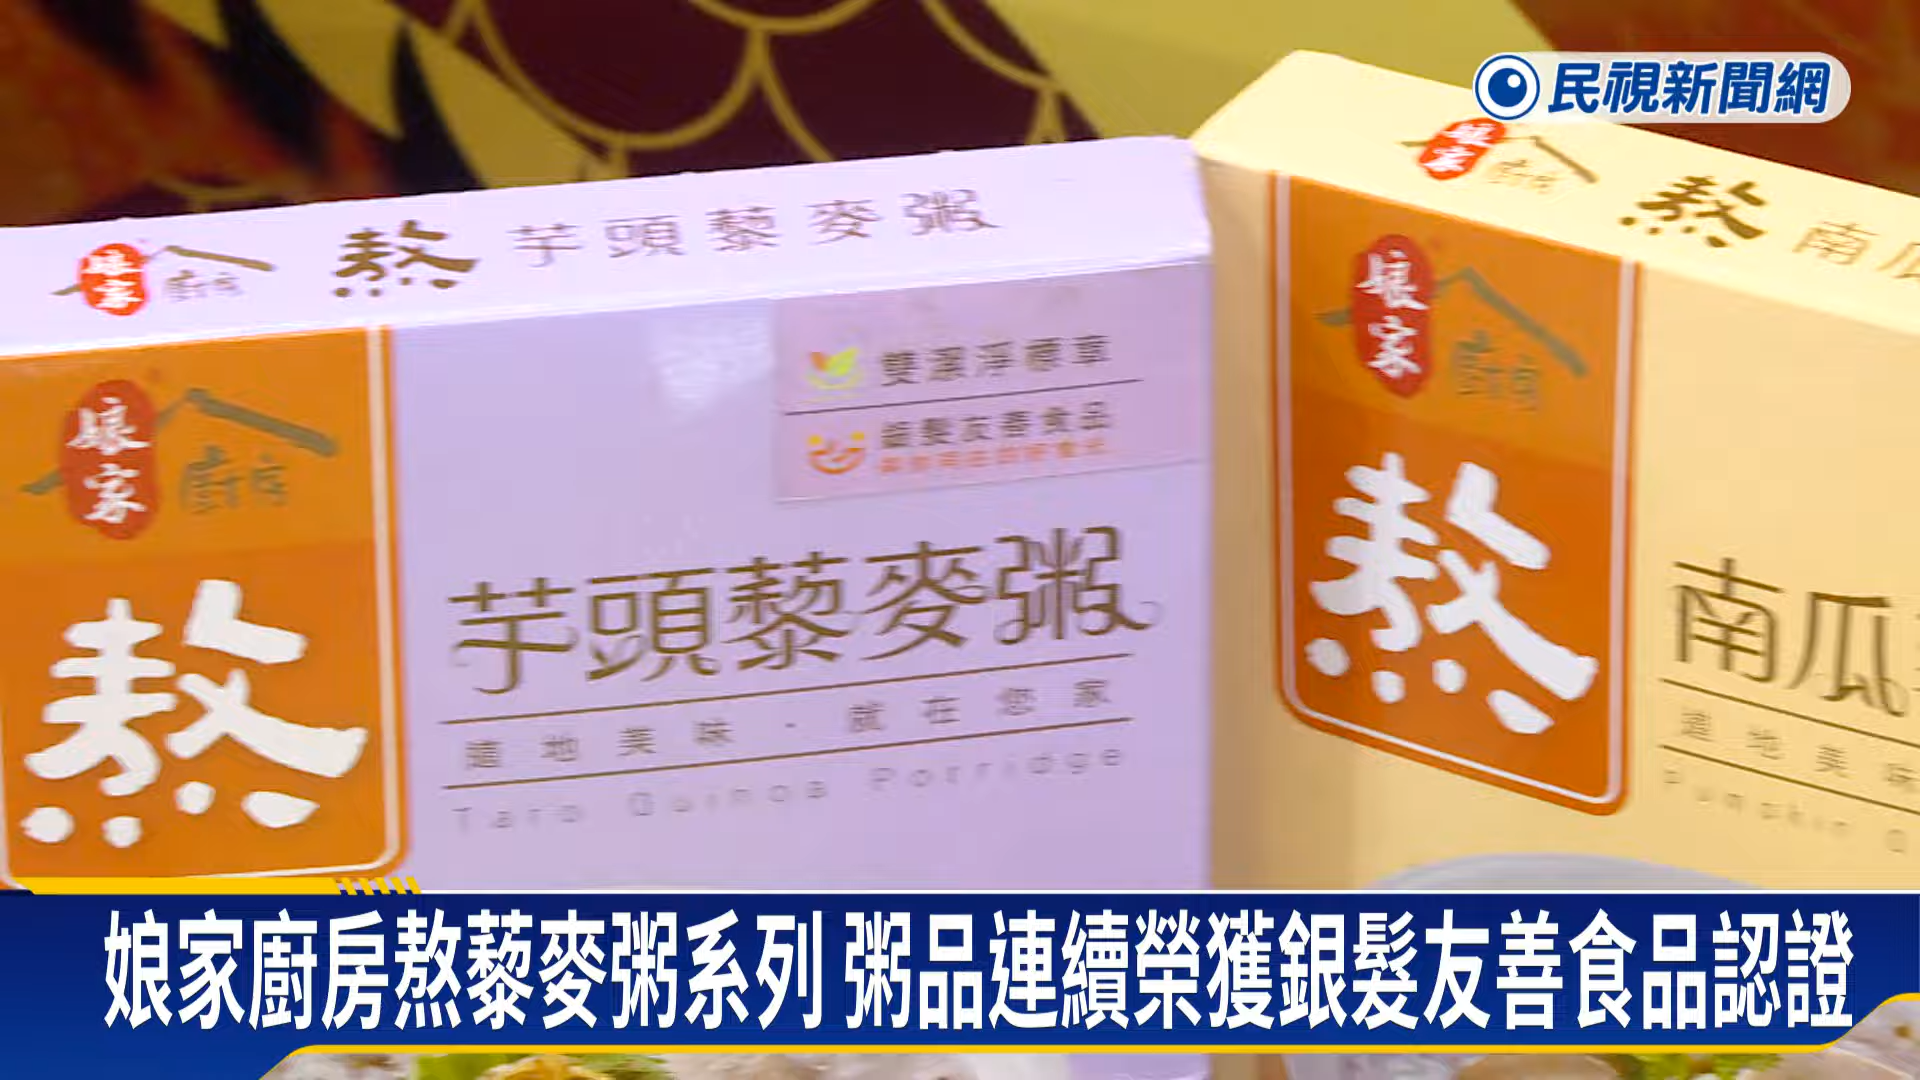 民視新聞網
娘家 廚房 熬 芋頭藜麥粥
娘家 廚房 熬 南瓜
娘家
廚房
熬
雙潔淨標章
銀髮友善食品
芋頭藜麥粥
道地美味・就在您家
Taro Quinoa Porridge
娘家
廚房
熬
南瓜
道地美味
Pumpkin Q
娘家廚房熬藜麥粥系列 粥品連續榮獲銀髮友善食品認證